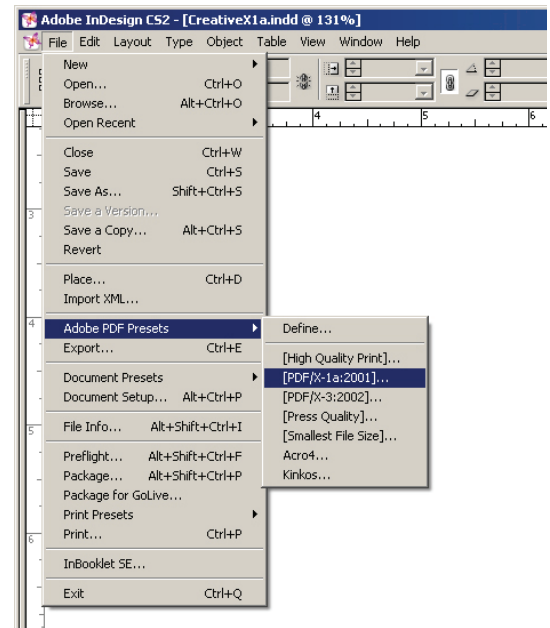 Adobe InDesign CS2 - [CreativeX1a.indd @ 131%]
File Edit Layout Type Object Table View Window Help
New
Open... Ctrl+O
Browse... Alt+Ctrl+O
Open Recent
Close Ctrl+W
Save Ctrl+S
Save As... Shift+Ctrl+S
Save a Version...
Save a Copy... Alt+Ctrl+S
Revert
Place... Ctrl+D
Import XML...
Adobe PDF Presets
Export... Ctrl+E
Document Presets
Document Setup... Alt+Ctrl+P
File Info... Alt+Shift+Ctrl+I
Preflight... Alt+Shift+Ctrl+F
Package... Alt+Shift+Ctrl+P
Package for GoLive...
Print Presets
Print... Ctrl+P
InBooklet SE...
Exit Ctrl+Q
Define...
[High Quality Print]...
[PDF/X-1a:2001]...
[PDF/X-3:2002]...
[Press Quality]...
[Smallest File Size]...
Acro4...
Kinkos...
4 5 6
3
4
5
6